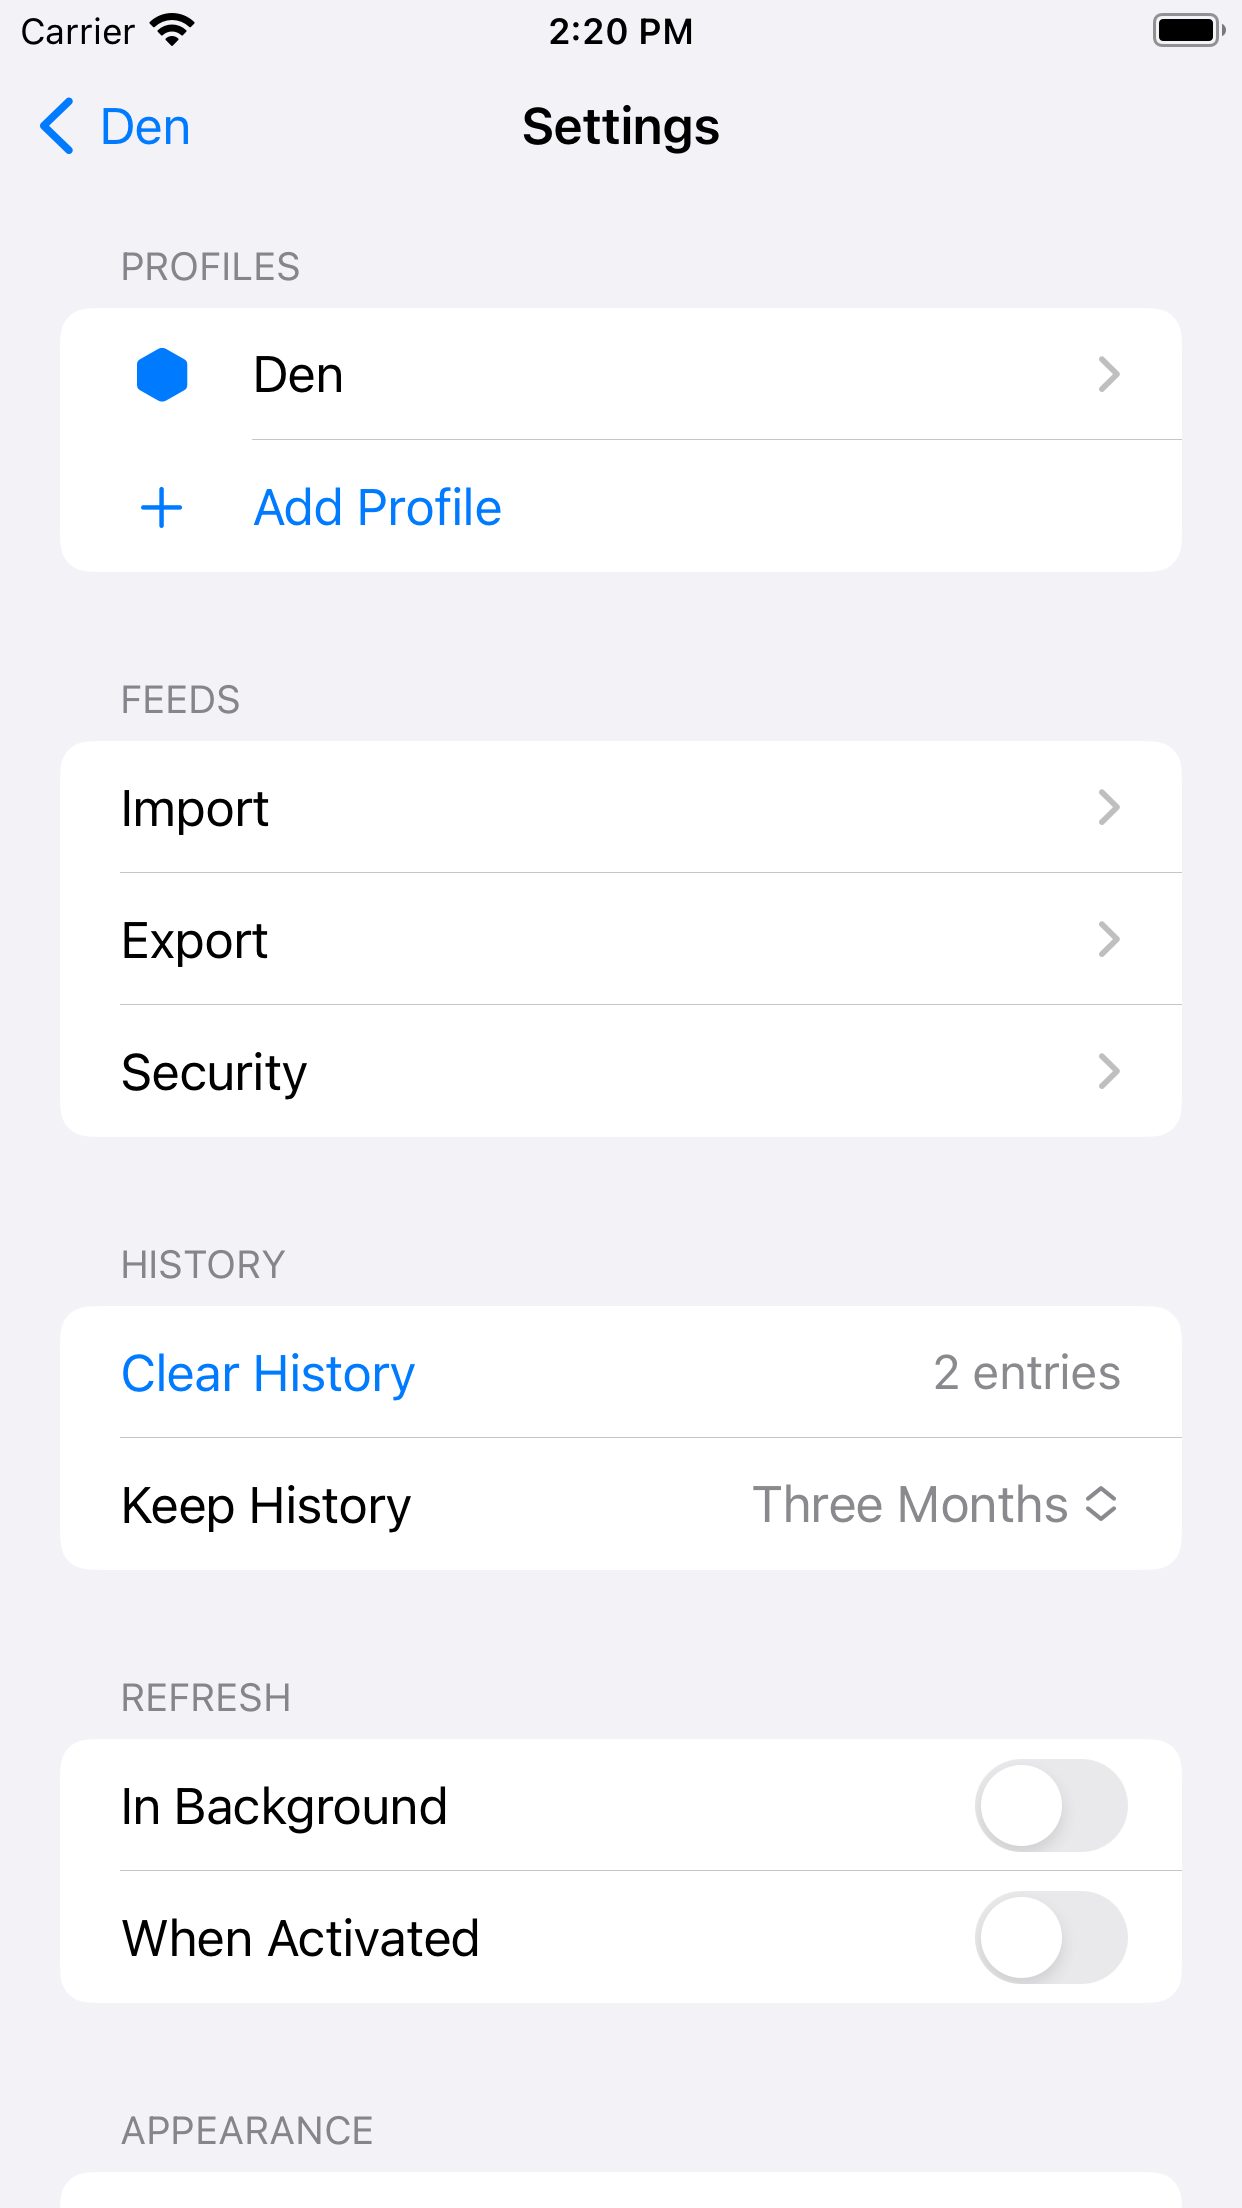 Carrier 2:20 PM
Den Settings
PROFILES
Den
Add Profile
FEEDS
Import
Export
Security
HISTORY
Clear History 2 entries
Keep History Three Months
REFRESH
In Background
When Activated
APPEARANCE